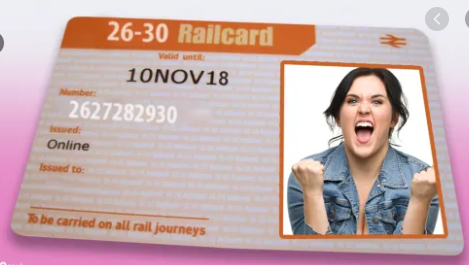 26-30 Railcard
Valid until:
10NOV18
Number:
2627282930
Issued:
Online
Issued to:
To be carried on all rail journeys